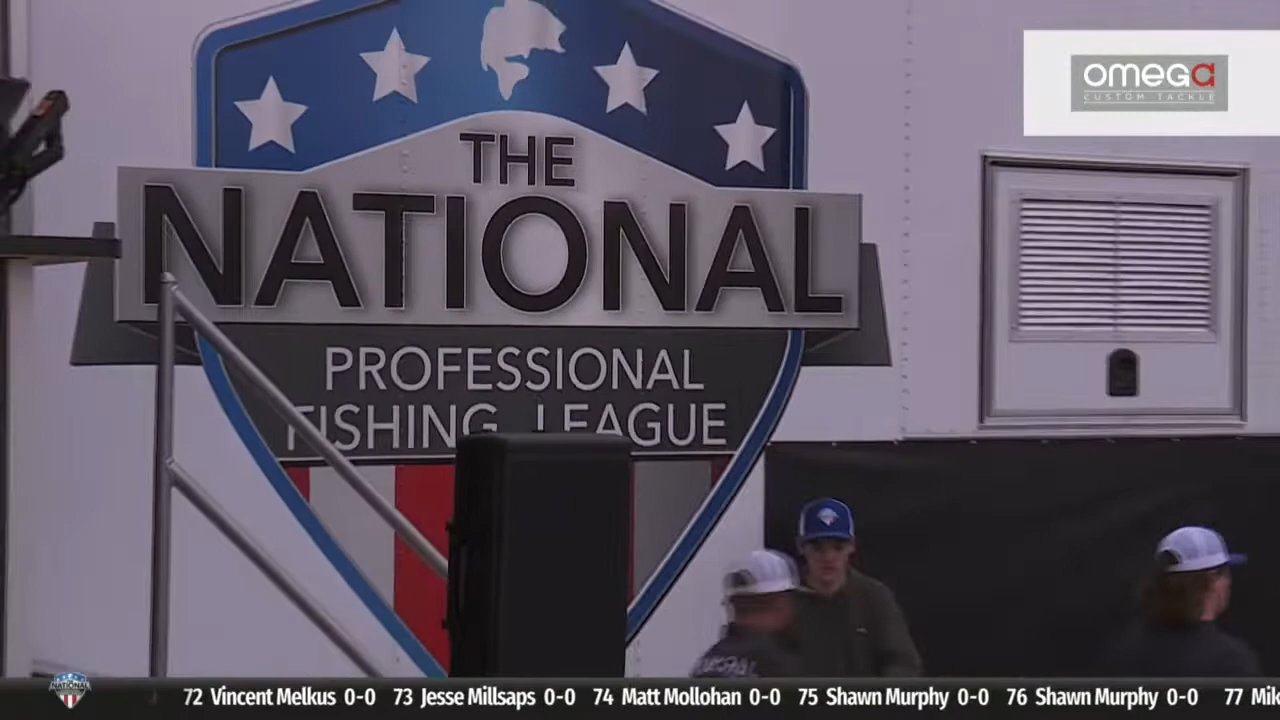 omega
CUSTOM TACKLE
THE
NATIONAL
PROFESSIONAL
FISHING LEAGUE
NATIONAL
72 Vincent Melkus 0-0 73 Jesse Millsaps 0-0 74 Matt Mollohan 0-0 75 Shawn Murphy 0-0 76 Shawn Murphy 0-0 77